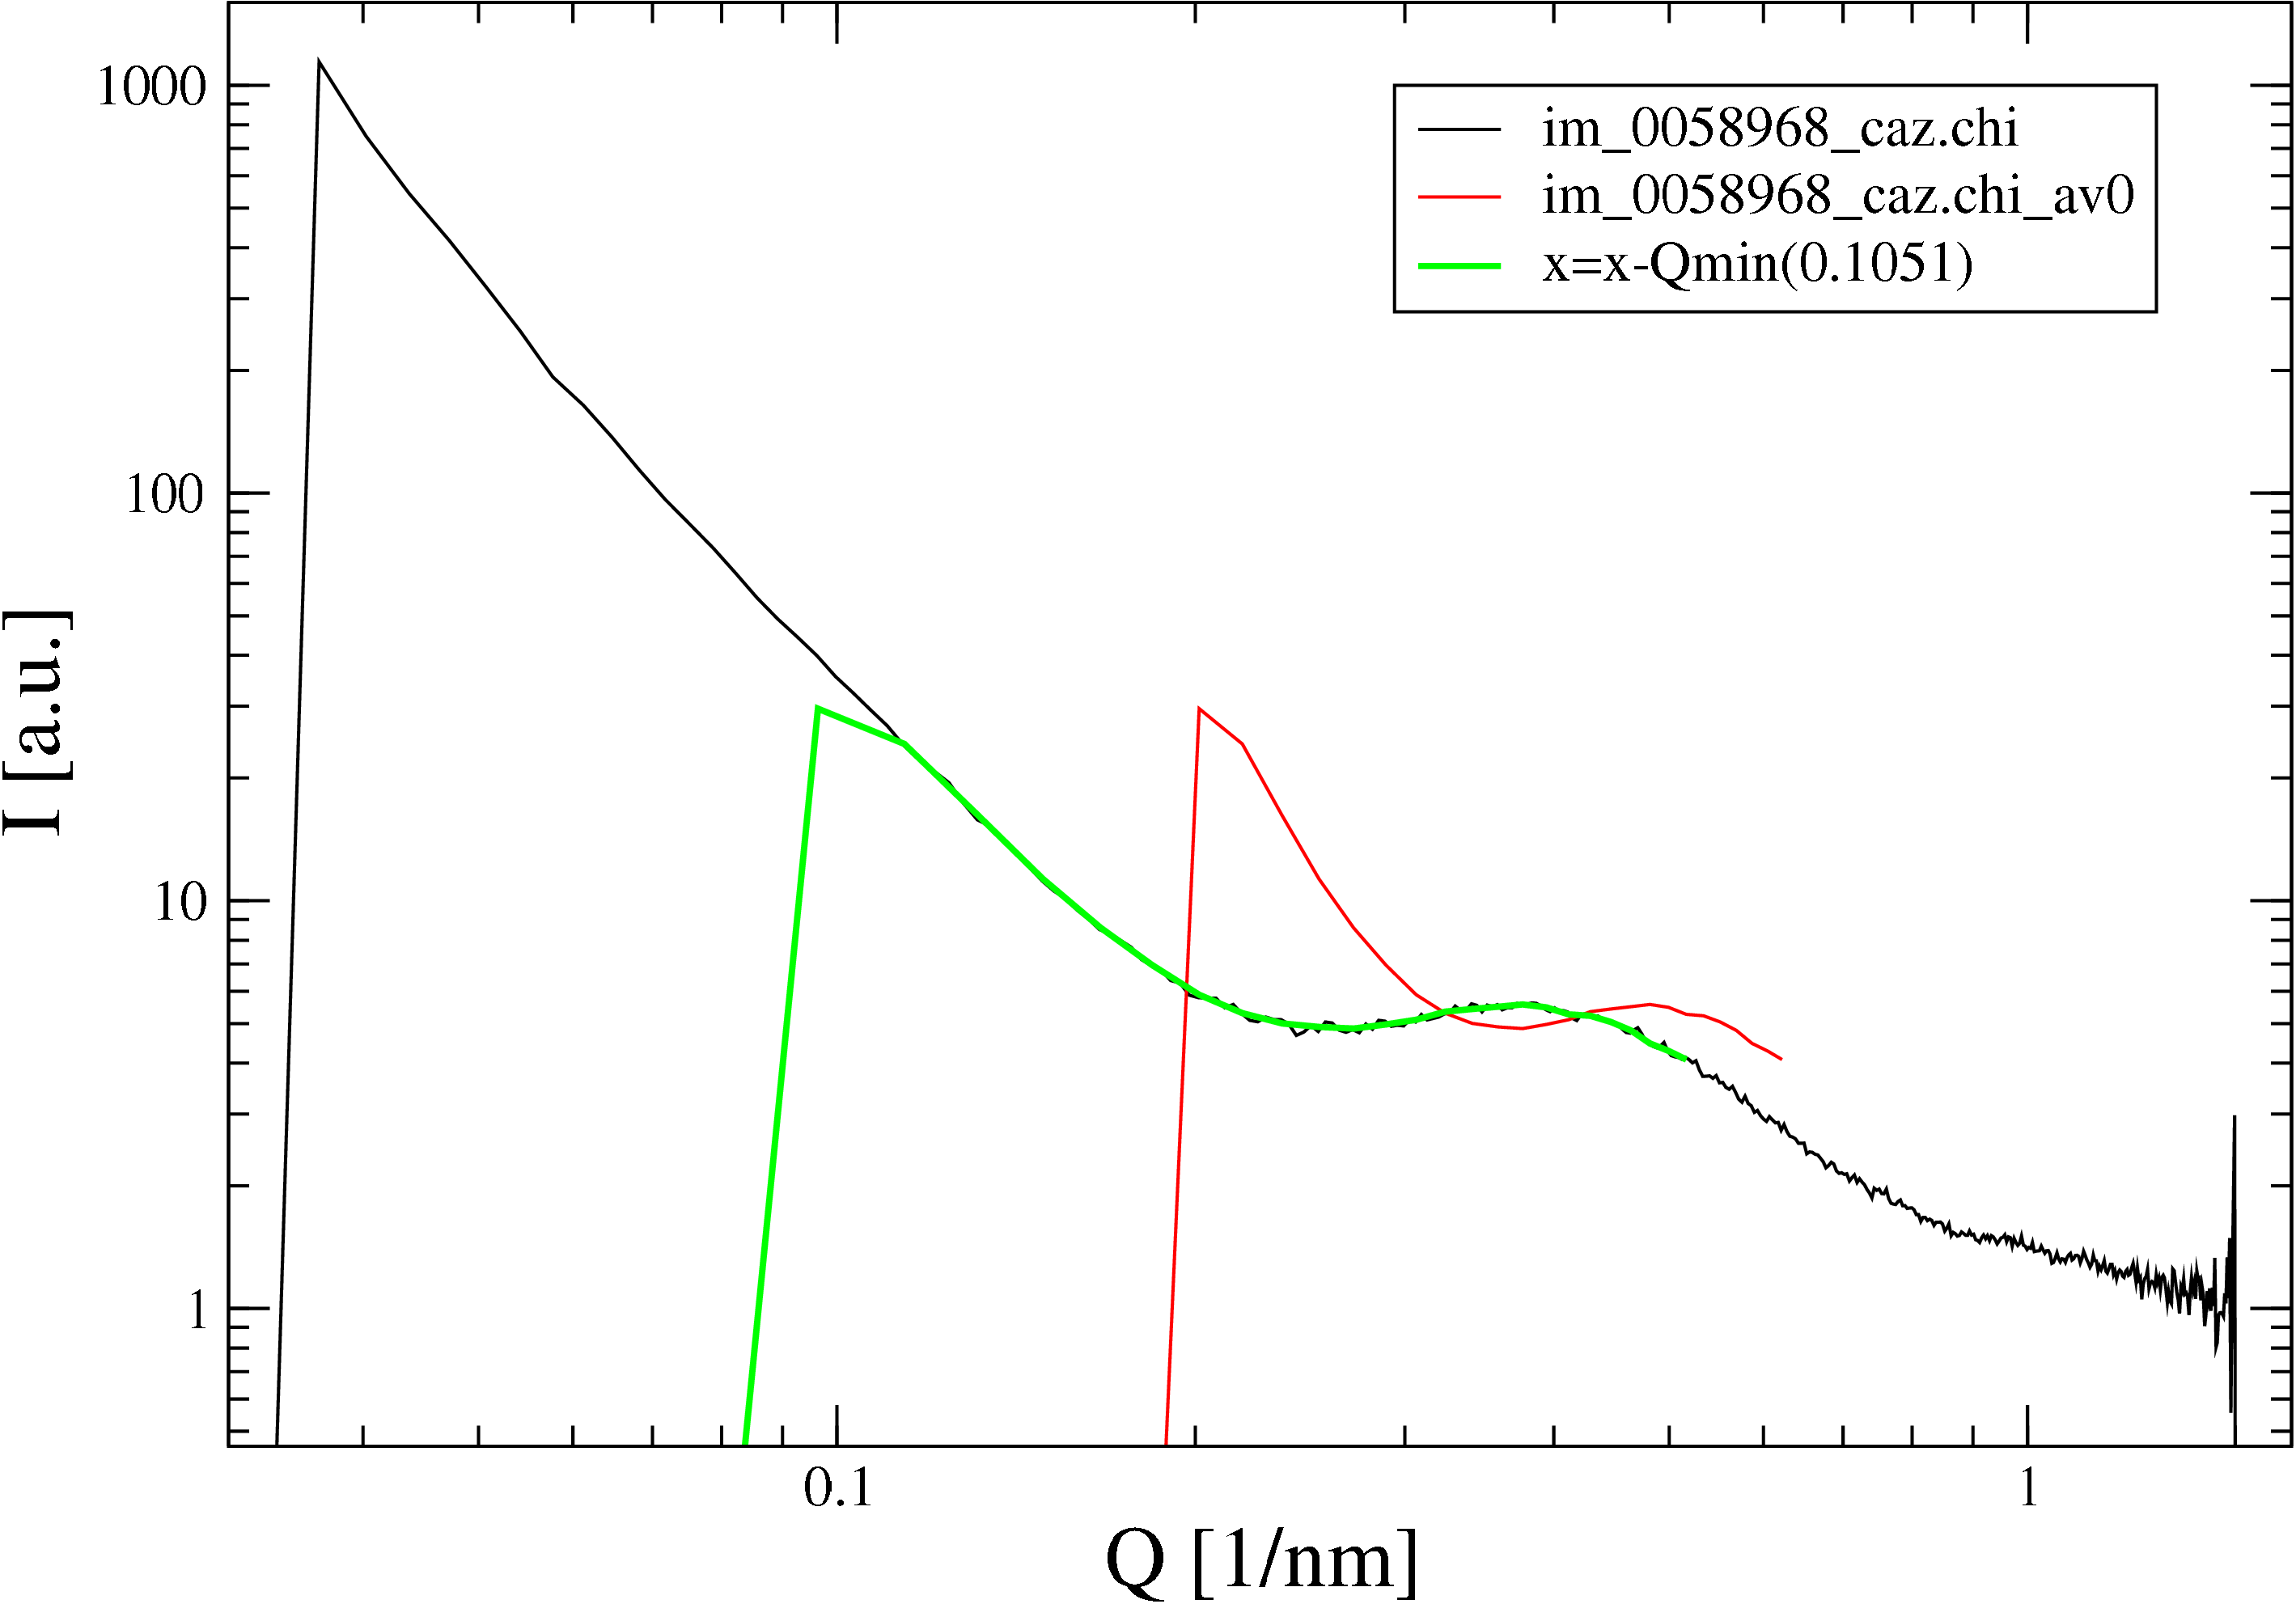 1000
100
10
1
I [a.u.]
im_0058968_caz.chi
im_0058968_caz.chi_av0
x=x-Qmin(0.1051)
0.1
1
Q [1/nm]